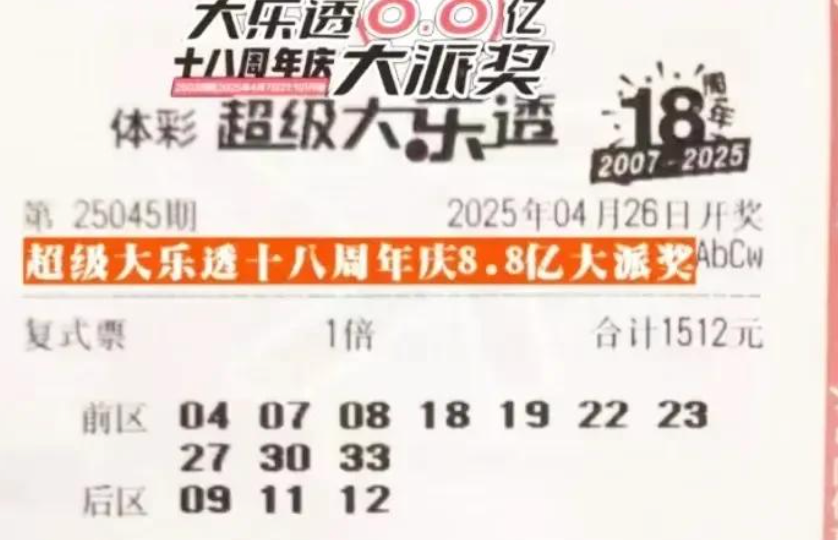 大乐透8.8亿
十八周年庆大派奖
体彩 超级大乐透
18周年
2007-2025
第 25045期 2025年04月26日开奖
超级大乐透十八周年庆8.8亿大派奖AbCw
复式票 1倍 合计1512元
前区 04 07 08 18 19 22 23
27 30 33
后区 09 11 12